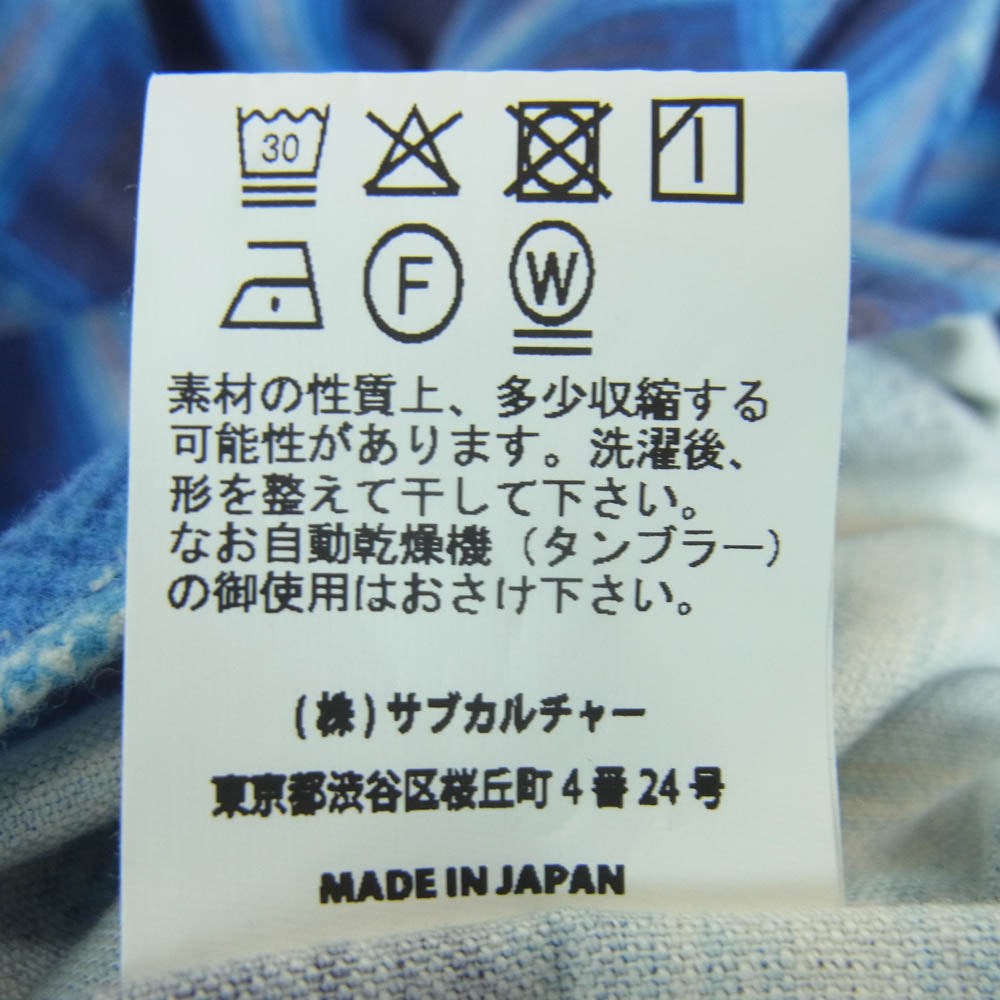 30
F W
素材の性質上、多少収縮する
可能性があります。洗濯後、
形を整えて干して下さい。
なお自動乾燥機（タンブラー）
の御使用はおさけ下さい。
(株)サブカルチャー
東京都渋谷区桜丘町4番24号
MADE IN JAPAN